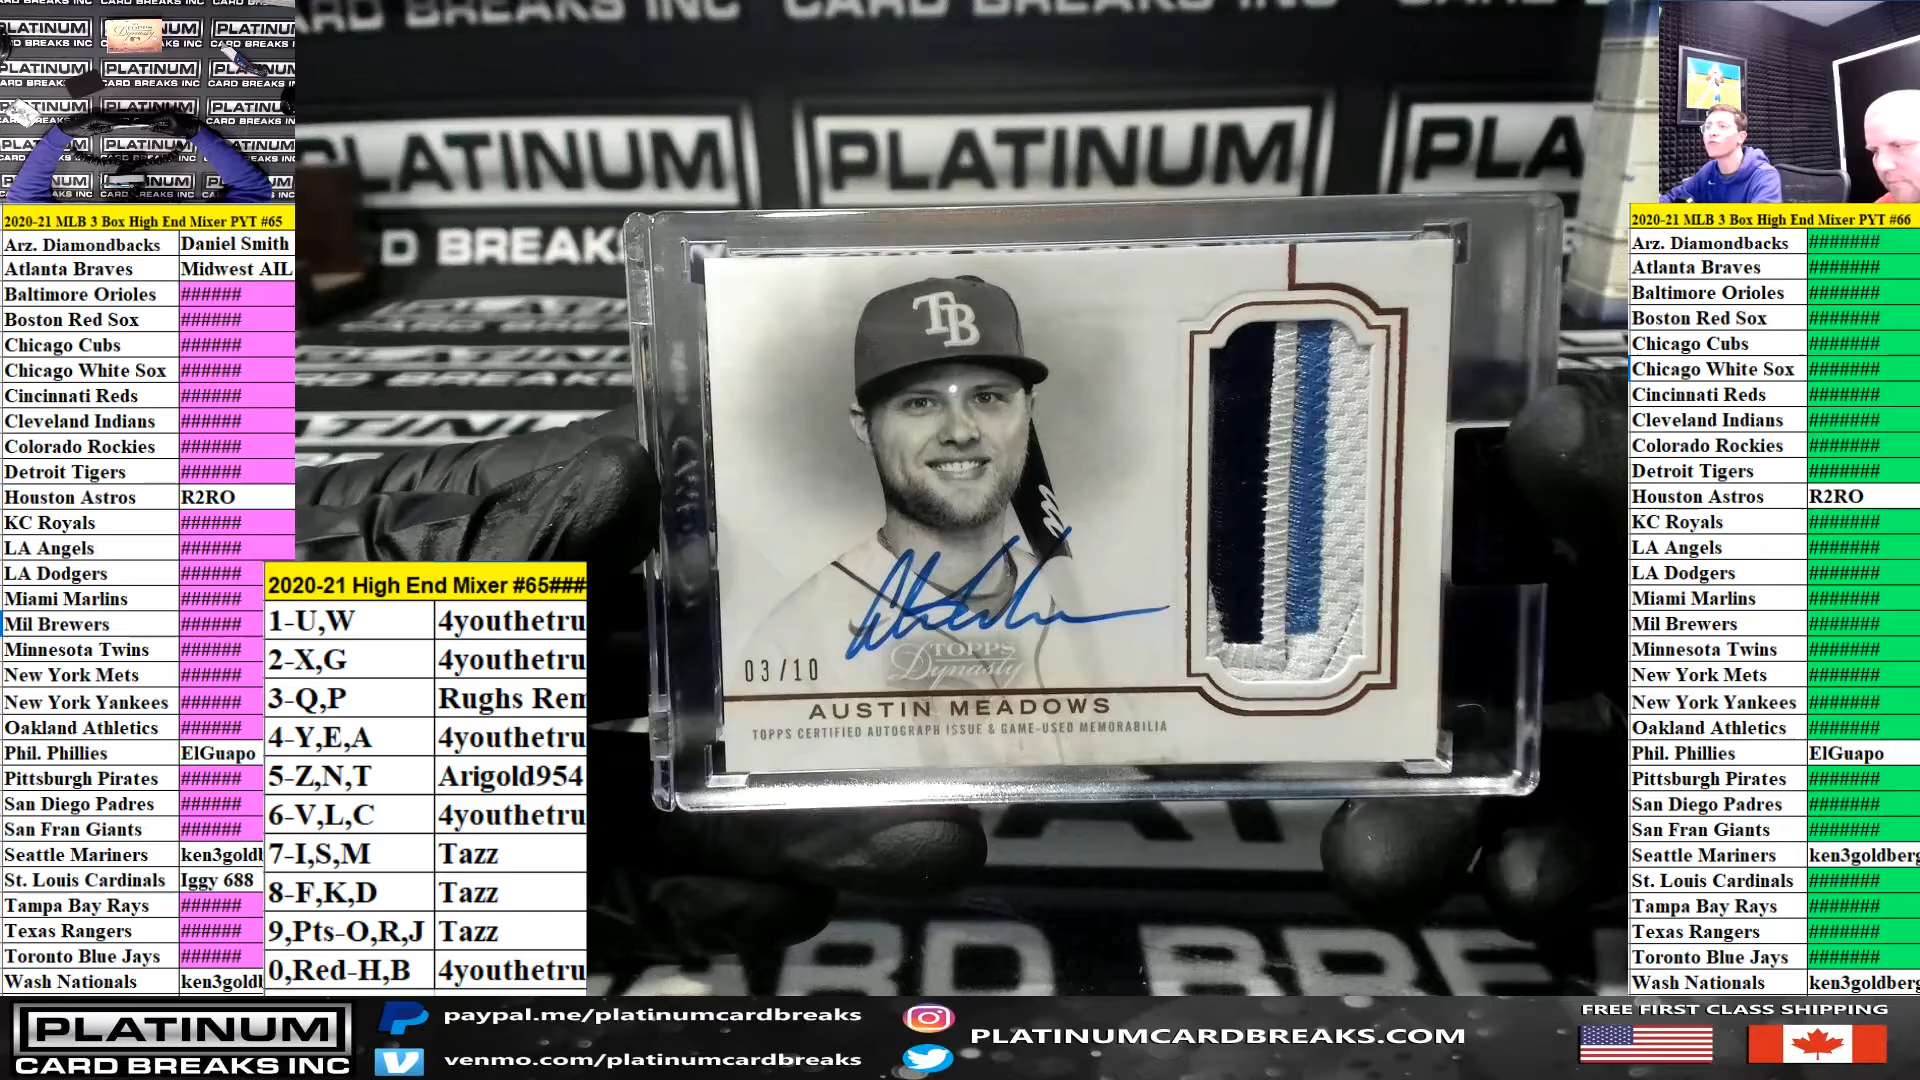 2020-21 MLB 3 Box High End Mixer PYT #65
Arz. Diamondbacks Daniel Smith
Atlanta Braves Midwest AIL
Baltimore Orioles ######
Boston Red Sox ######
Chicago Cubs ######
Chicago White Sox ######
Cincinnati Reds ######
Cleveland Indians ######
Colorado Rockies ######
Detroit Tigers ######
Houston Astros R2RO
KC Royals ######
LA Angels ######
LA Dodgers ######
Miami Marlins ######
Mil Brewers ######
Minnesota Twins ######
New York Mets ######
New York Yankees ######
Oakland Athletics ######
Phil. Phillies ElGuapo
Pittsburgh Pirates ######
San Diego Padres ######
San Fran Giants ######
Seattle Mariners ken3goldl
St. Louis Cardinals Iggy 688
Tampa Bay Rays ######
Texas Rangers ######
Toronto Blue Jays ######
Wash Nationals ken3goldl
2020-21 High End Mixer #65###
1-U,W 4youthetru
2-X,G 4youthetru
3-Q,P Rughs Rem
4-Y,E,A 4youthetru
5-Z,N,T Arigold954
6-V,L,C 4youthetru
7-I,S,M Tazz
8-F,K,D Tazz
9,Pts-O,R,J Tazz
0,Red-H,B 4youthetru
PLATINUM
TB
03/10
TOPPS
Dynasty
AUSTIN MEADOWS
TOPPS CERTIFIED AUTOGRAPH ISSUE & GAME-USED MEMORABILIA
2020-21 MLB 3 Box High End Mixer PYT #66
Arz. Diamondbacks #######
Atlanta Braves #######
Baltimore Orioles #######
Boston Red Sox #######
Chicago Cubs #######
Chicago White Sox #######
Cincinnati Reds #######
Cleveland Indians #######
Colorado Rockies #######
Detroit Tigers #######
Houston Astros R2RO
KC Royals #######
LA Angels #######
LA Dodgers #######
Miami Marlins #######
Mil Brewers #######
Minnesota Twins #######
New York Mets #######
New York Yankees #######
Oakland Athletics #######
Phil. Phillies ElGuapo
Pittsburgh Pirates #######
San Diego Padres #######
San Fran Giants #######
Seattle Mariners ken3goldberg
St. Louis Cardinals #######
Tampa Bay Rays #######
Texas Rangers #######
Toronto Blue Jays #######
Wash Nationals ken3goldberg
PLATINUM
CARD BREAKS INC
paypal.me/platinumcardbreaks
venmo.com/platinumcardbreaks
PLATINUMCARDBREAKS.COM
FREE FIRST CLASS SHIPPING